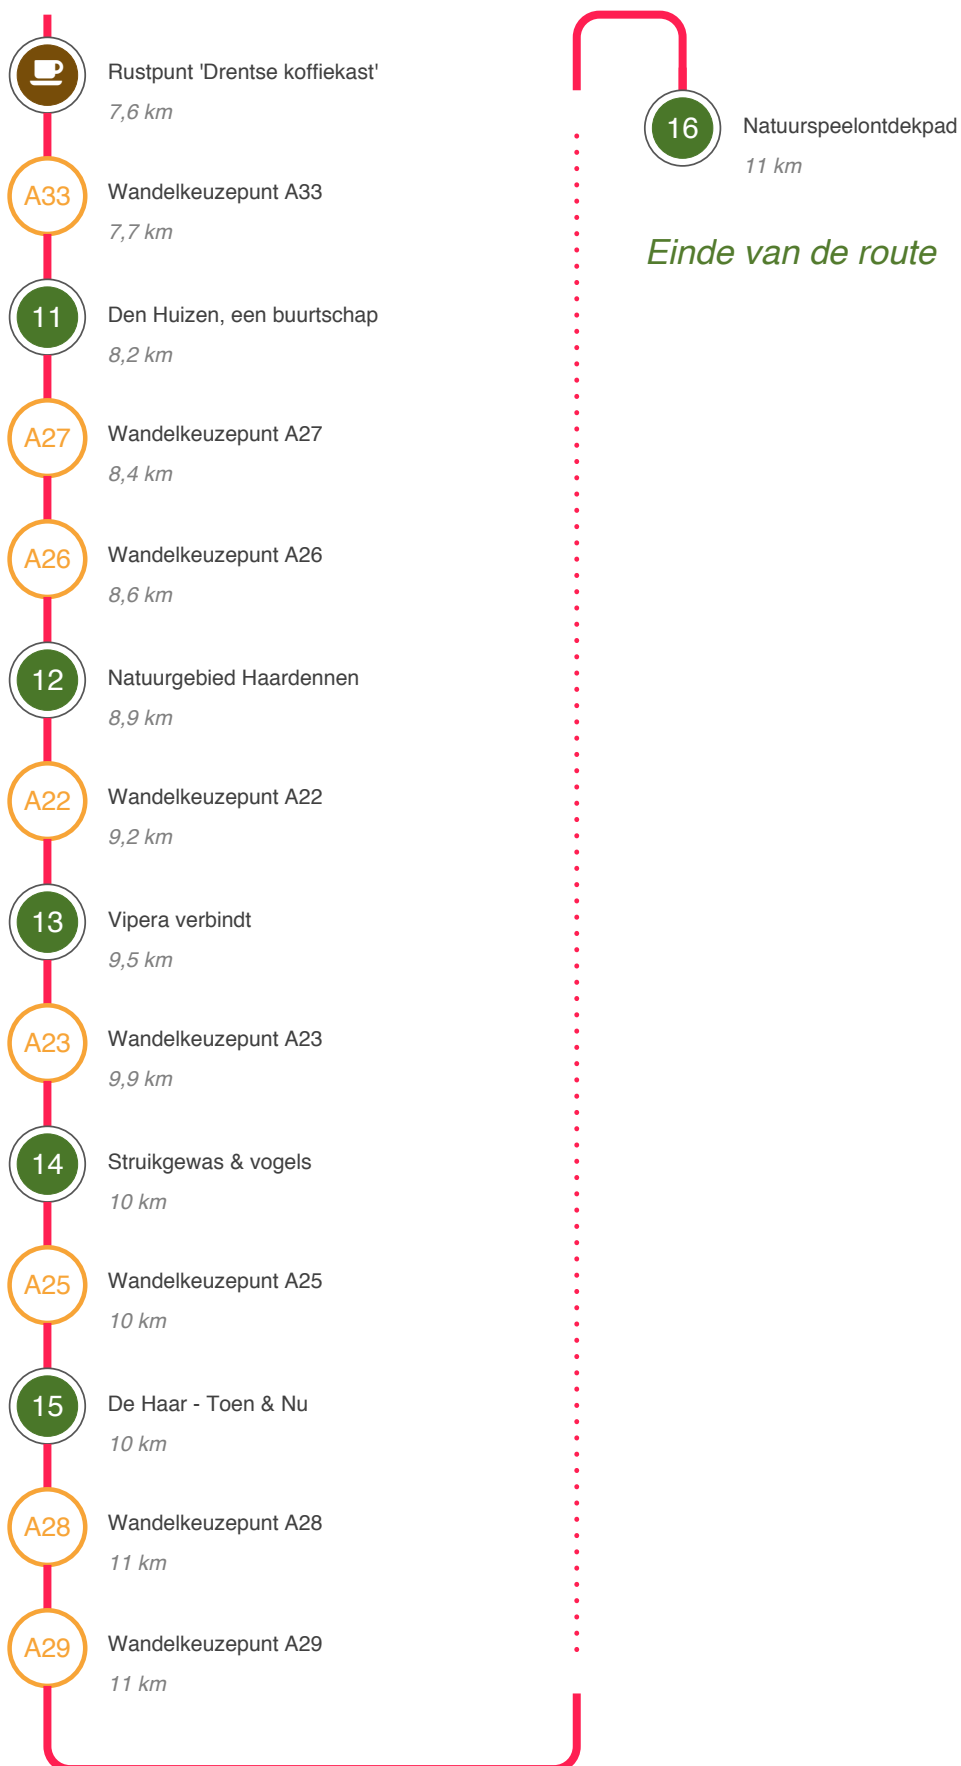 Rustpunt 'Drentse koffiekast'
7,6 km
A33
Wandelkeuzepunt A33
7,7 km
11
Den Huizen, een buurtschap
8,2 km
A27
Wandelkeuzepunt A27
8,4 km
A26
Wandelkeuzepunt A26
8,6 km
12
Natuurgebied Haardennen
8,9 km
A22
Wandelkeuzepunt A22
9,2 km
13
Vipera verbindt
9,5 km
A23
Wandelkeuzepunt A23
9,9 km
14
Struikgewas & vogels
10 km
A25
Wandelkeuzepunt A25
10 km
15
De Haar - Toen & Nu
10 km
A28
Wandelkeuzepunt A28
11 km
A29
Wandelkeuzepunt A29
11 km
16
Natuurspeelontdekpad
11 km
Einde van de route